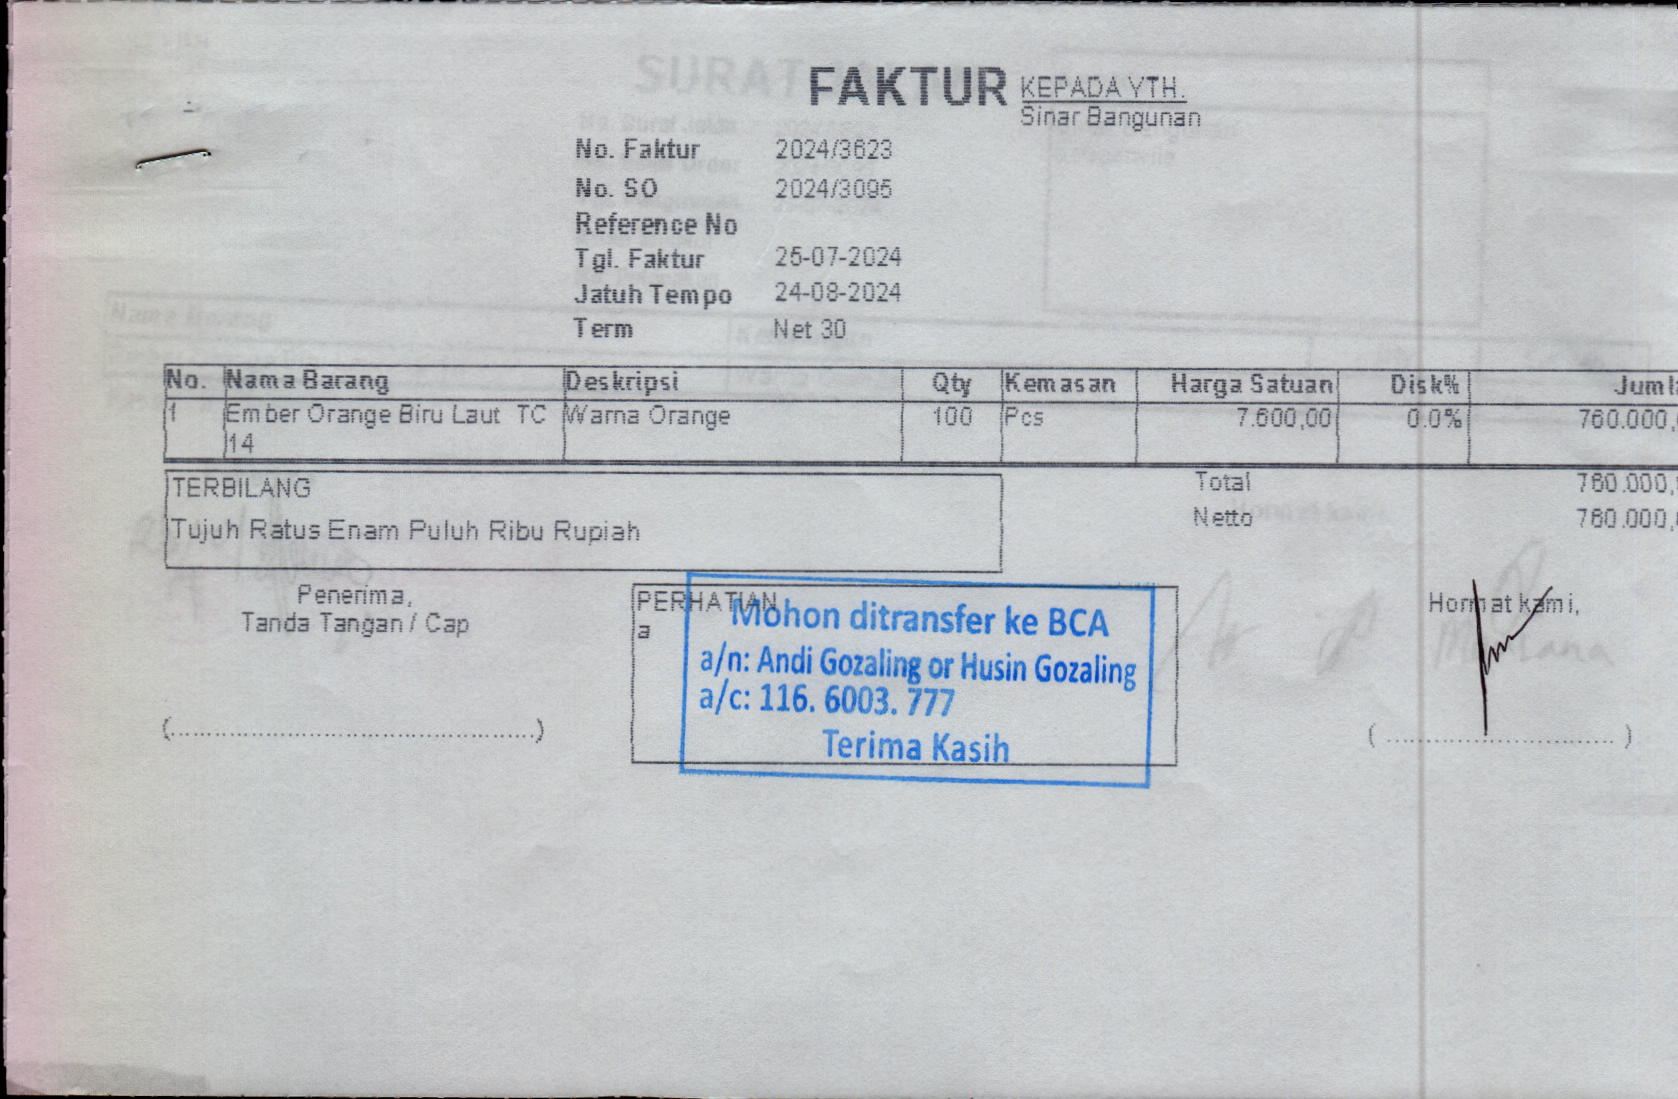 FAKTUR
KEPADA YTH.
Sinar Bangunan
No. Faktur 2024/3623
No. SO 2024/3095
Reference No
Tgl. Faktur 25-07-2024
Jatuh Tempo 24-08-2024
Term Net 30
No. Nama Barang Deskripsi Qty Kemasan Harga Satuan Disk% Jumla
1 Ember Orange Biru Laut TC Warna Orange 100 Pcs 7.600,00 0.0% 760.000,
14
TERBILANG Total 760.000,
Tujuh Ratus Enam Puluh Ribu Rupiah Netto 760.000,
Penerima,
Tanda Tangan / Cap
(..............................................)
PERHATIAN
a
Mohon ditransfer ke BCA
a/n: Andi Gozaling or Husin Gozaling
a/c: 116. 6003. 777
Terima Kasih
Hormat kami,
( ............................. )